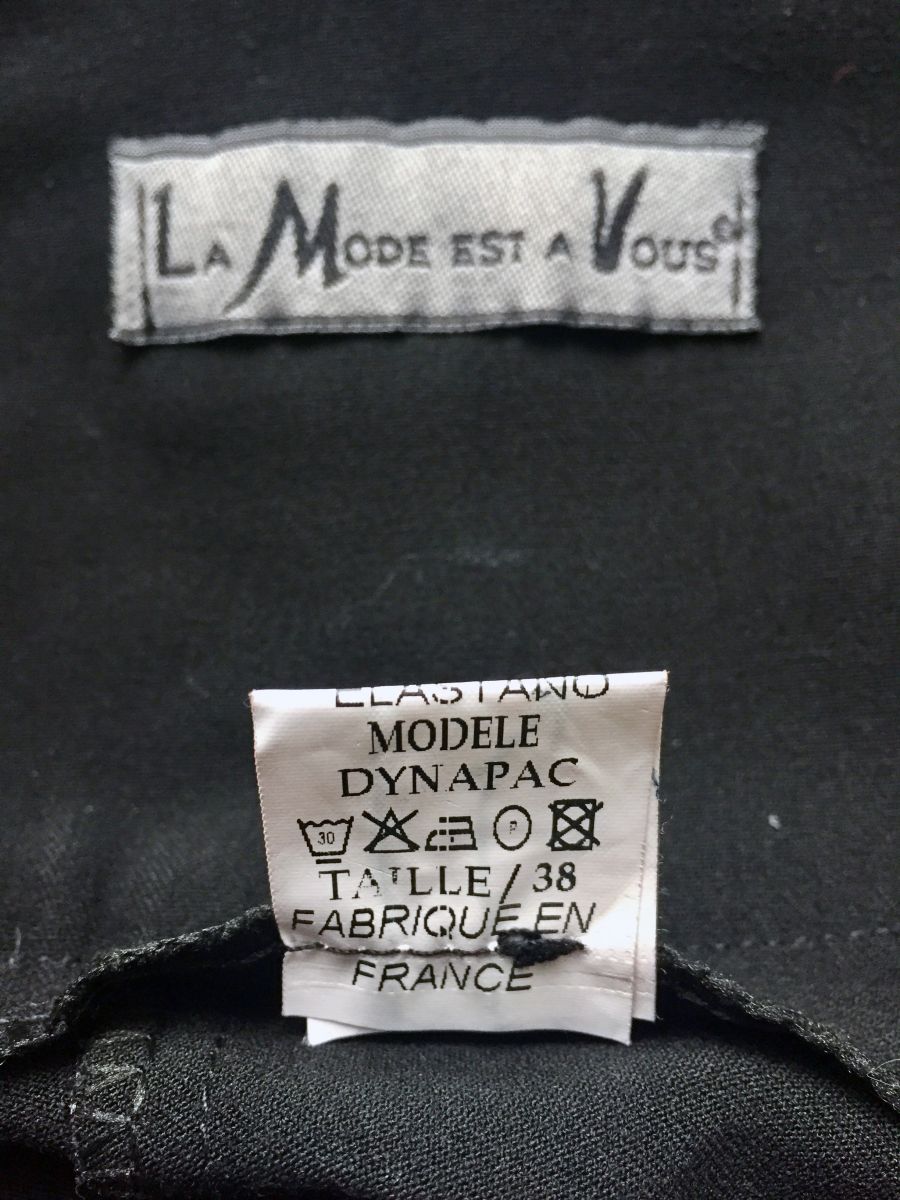 LA MODE EST A VOUS®
ELASTANO
MODELE
DYNAPAC
30 P
TAILLE/38
FABRIQUE EN
FRANCE